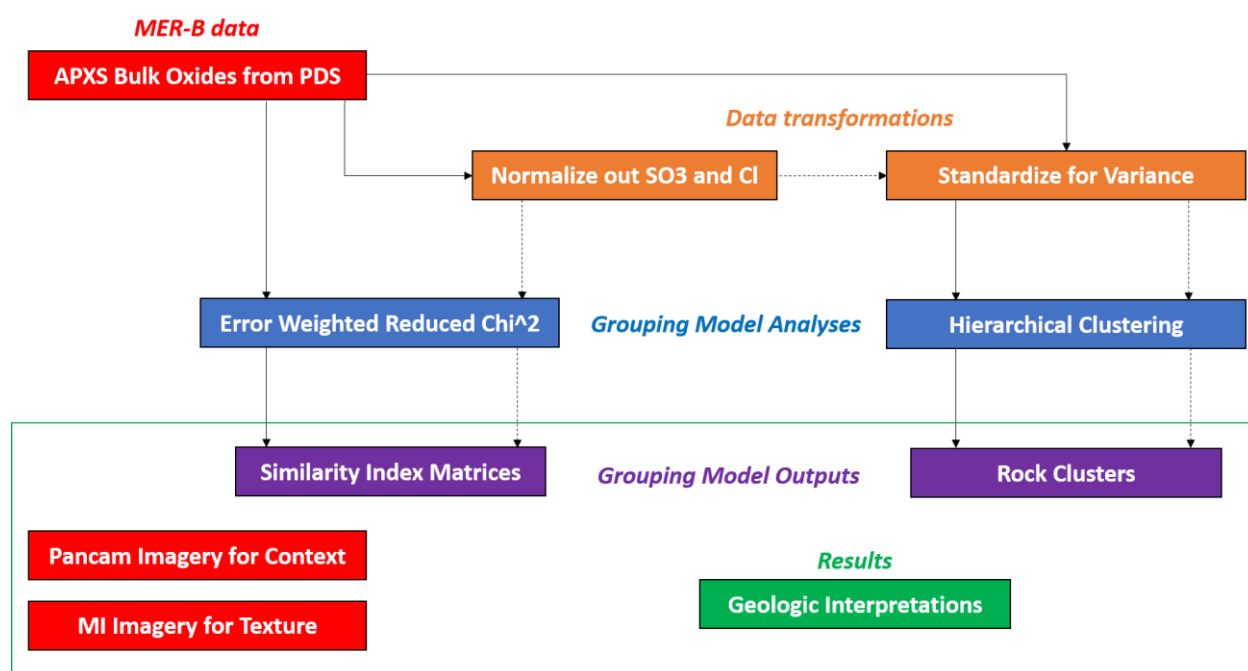 MER-B data
APXS Bulk Oxides from PDS
Data transformations
Normalize out SO3 and Cl
Standardize for Variance
Error Weighted Reduced Chi^2
Grouping Model Analyses
Hierarchical Clustering
Similarity Index Matrices
Grouping Model Outputs
Rock Clusters
Pancam Imagery for Context
Results
Geologic Interpretations
MI Imagery for Texture